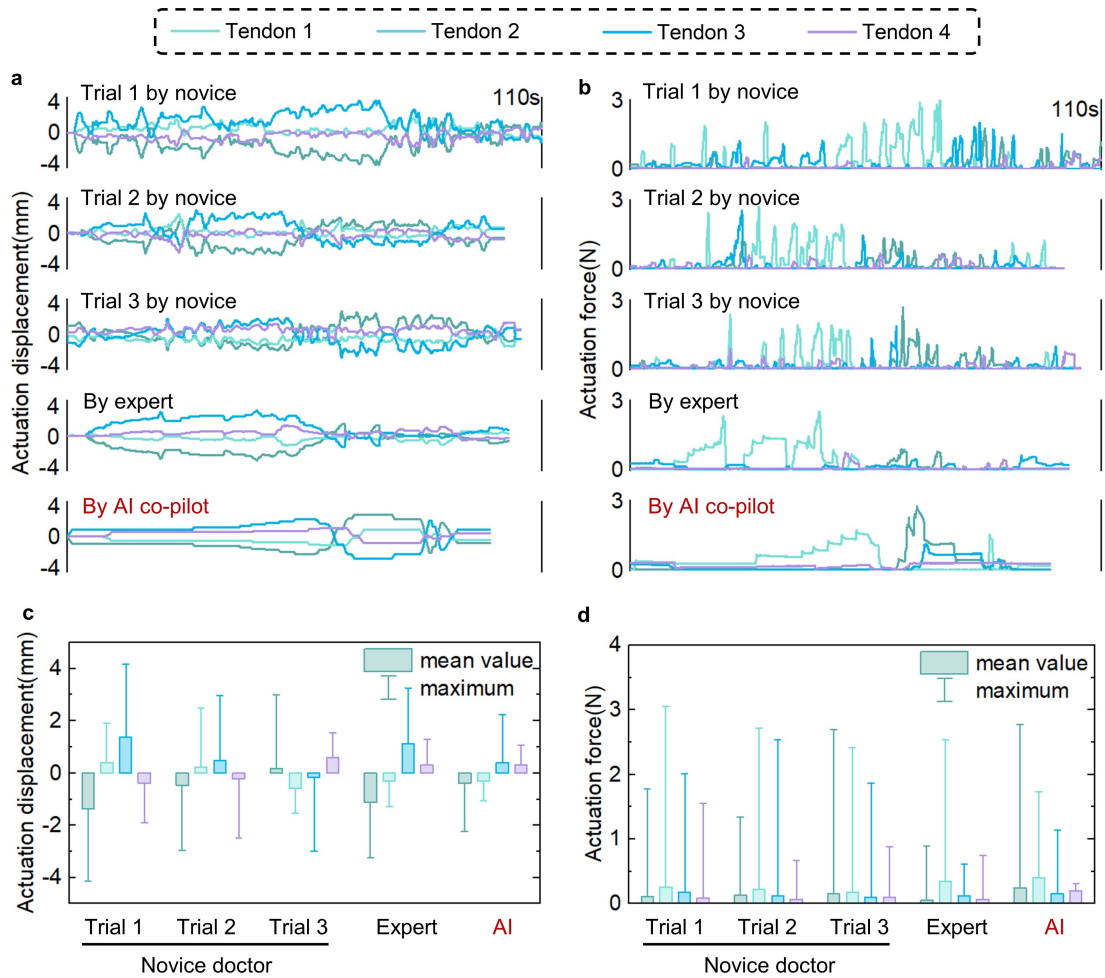 Tendon 1 Tendon 2 Tendon 3 Tendon 4
a
Actuation displacement(mm)
4
0
-4
Trial 1 by novice
110s
4
0
-4
Trial 2 by novice
4
0
-4
Trial 3 by novice
4
0
-4
By expert
4
0
-4
By AI co-pilot
b
Actuation force(N)
3
0
Trial 1 by novice
110s
3
0
Trial 2 by novice
3
0
Trial 3 by novice
3
0
By expert
3
0
By AI co-pilot
c
Actuation displacement(mm)
4
2
0
-2
-4
mean value
maximum
Trial 1 Trial 2 Trial 3 Expert AI
Novice doctor
d
Actuation force(N)
4
3
2
1
0
mean value
maximum
Trial 1 Trial 2 Trial 3 Expert AI
Novice doctor